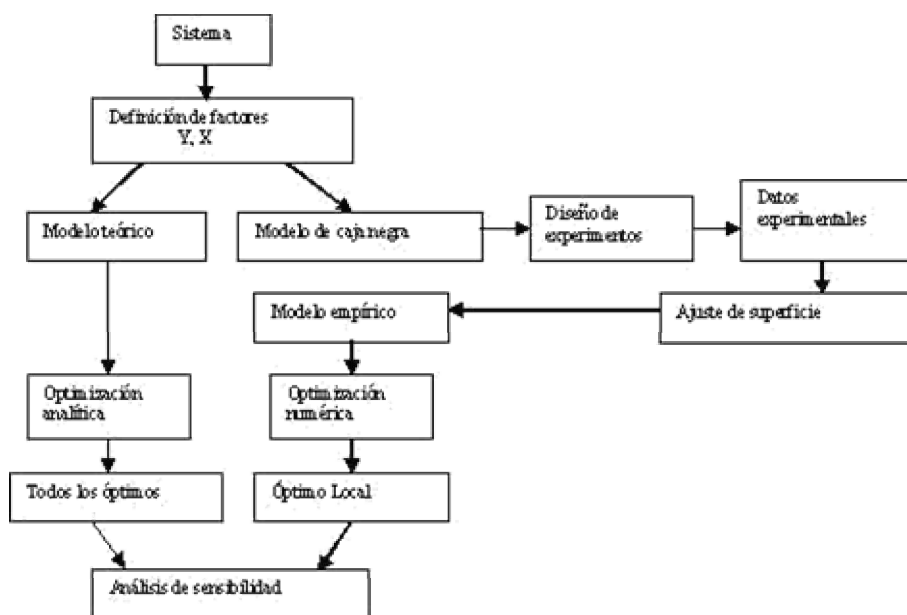 Sistema
Definición de factores
Y, X
Modelo teórico
Modelo de caja negra
Diseño de
experimentos
Datos
experimentales
Modelo empírico
Ajuste de superficie
Optimización
analítica
Optimización
numérica
Todos los óptimos
Óptimo Local
Análisis de sensibilidad